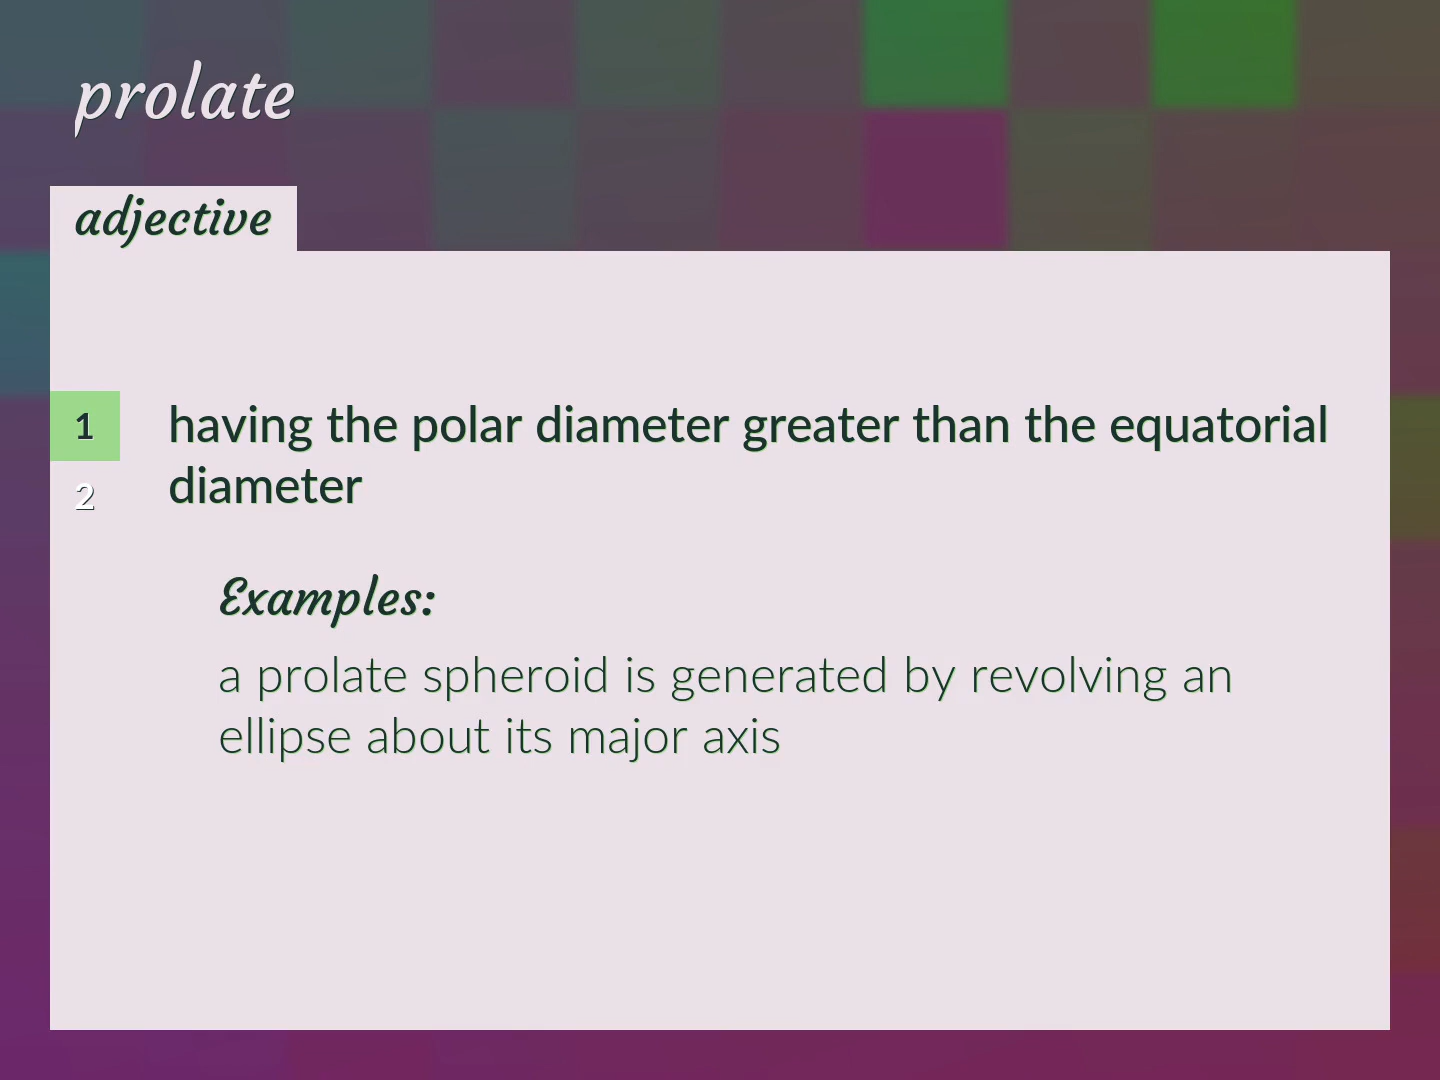 prolate
adjective
1
having the polar diameter greater than the equatorial
2
diameter
Examples:
a prolate spheroid is generated by revolving an
ellipse about its major axis